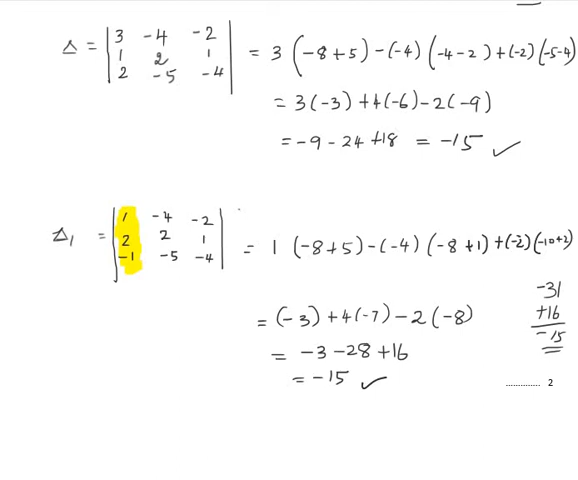 Δ = | 3 -4 -2 |
| 1 2 1 | = 3 (-8+5) -(-4) (-4-2) +(-2) (-5-4)
| 2 -5 -4 |
= 3(-3) +4(-6) -2(-9)
= -9 -24 +18 = -15 ✓
Δ₁ = | 1 -4 -2 |
| 2 2 1 | = 1 (-8+5) -(-4) (-8+1) +(-2) (-10+2)
| -1 -5 -4 |
= (-3) +4(-7) -2(-8)
= -3 -28 +16
= -15 ✓
-31
+16
-15
.............. 2